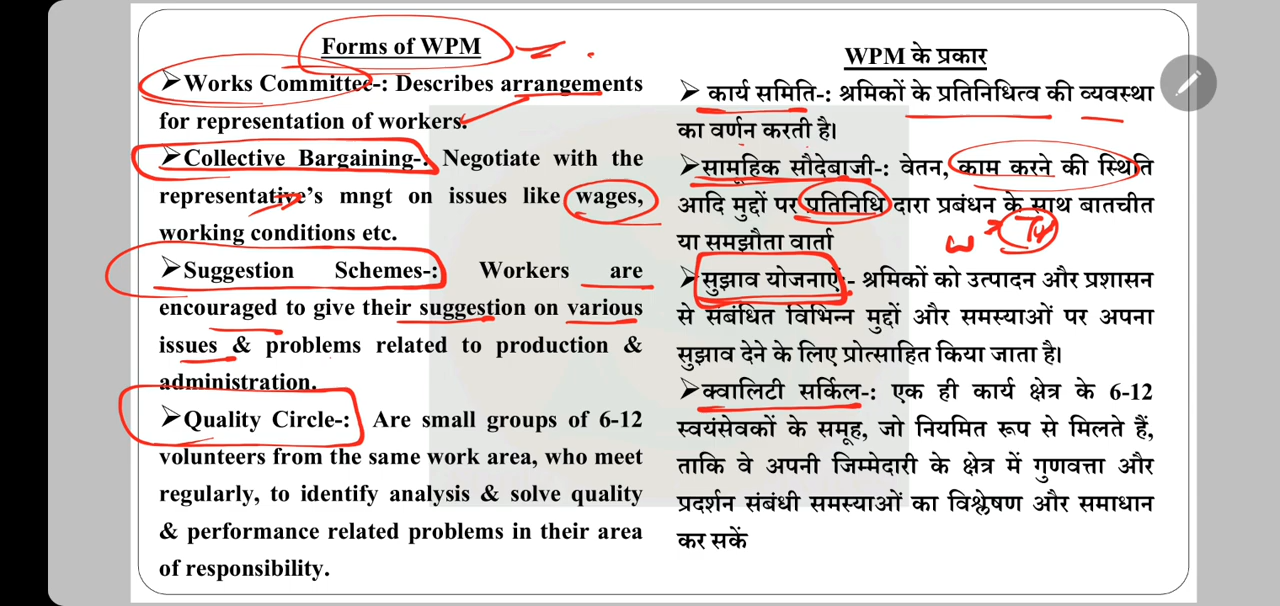 Forms of WPM
➢Works Committee-: Describes arrangements
for representation of workers.
➢Collective Bargaining-: Negotiate with the
representative's mngt on issues like wages,
working conditions etc.
➢Suggestion Schemes-: Workers are
encouraged to give their suggestion on various
issues & problems related to production &
administration.
➢Quality Circle-: Are small groups of 6-12
volunteers from the same work area, who meet
regularly, to identify analysis & solve quality
& performance related problems in their area
of responsibility.
WPM के प्रकार
➢ कार्य समिति-: श्रमिकों के प्रतिनिधित्व की व्यवस्था
का वर्णन करती है।
➢सामुहिक सौदेबाजी-: वेतन, काम करने की स्थिति
आदि मुद्दों पर प्रतिनिधि दारा प्रबंधन के साथ बातचीत
या समझौता वार्ता
➢सुझाव योजनाऐं:- श्रमिकों को उत्पादन और प्रशासन
से संबंधित विभिन्न मुद्दों और समस्याओं पर अपना
सुझाव देने के लिए प्रोत्साहित किया जाता है।
➢क्वालिटी सर्किल-: एक ही कार्य क्षेत्र के 6-12
स्वयंसेवकों के समूह, जो नियमित रूप से मिलते हैं,
ताकि वे अपनी जिम्मेदारी के क्षेत्र में गुणवत्ता और
प्रदर्शन संबंधी समस्याओं का विश्लेषण और समाधान
कर सकें